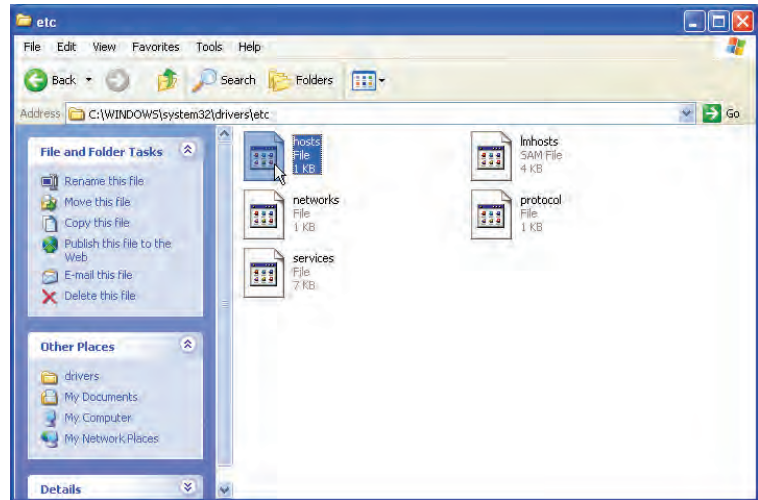 etc
File Edit View Favorites Tools Help
Back Search Folders
Address C:\WINDOWS\system32\drivers\etc Go
File and Folder Tasks
Rename this file
Move this file
Copy this file
Publish this file to the
Web
E-mail this file
Delete this file
Other Places
drivers
My Documents
My Computer
My Network Places
Details
hosts
File
1 KB
lmhosts
SAM File
4 KB
networks
File
1 KB
protocol
File
1 KB
services
File
7 KB